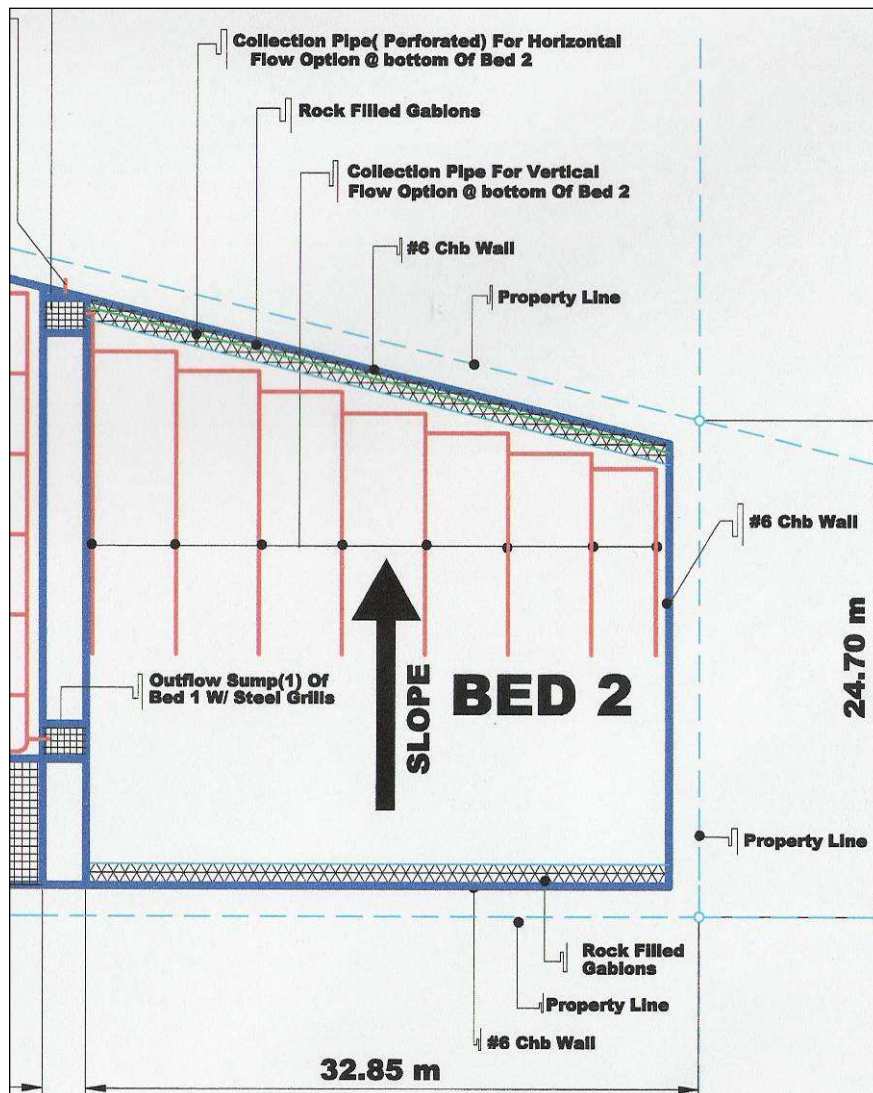 Collection Pipe( Perforated) For Horizontal
Flow Option @ bottom Of Bed 2
Rock Filled Gabions
Collection Pipe For Vertical
Flow Option @ bottom Of Bed 2
#6 Chb Wall
Property Line
#6 Chb Wall
24.70 m
Outflow Sump(1) Of
Bed 1 W/ Steel Grills
SLOPE
BED 2
Property Line
Rock Filled
Gabions
Property Line
#6 Chb Wall
32.85 m